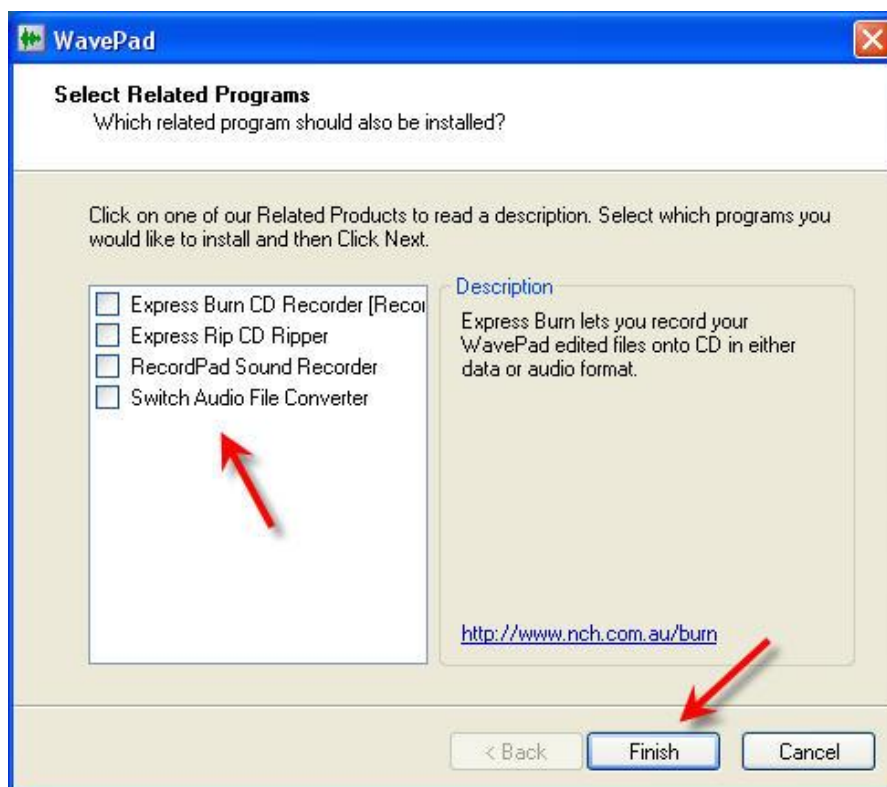 WavePad
Select Related Programs
Which related program should also be installed?
Click on one of our Related Products to read a description. Select which programs you
would like to install and then Click Next.
Express Burn CD Recorder [Recor
Express Rip CD Ripper
RecordPad Sound Recorder
Switch Audio File Converter
Description
Express Burn lets you record your
WavePad edited files onto CD in either
data or audio format.
http://www.nch.com.au/burn
< Back
Finish
Cancel